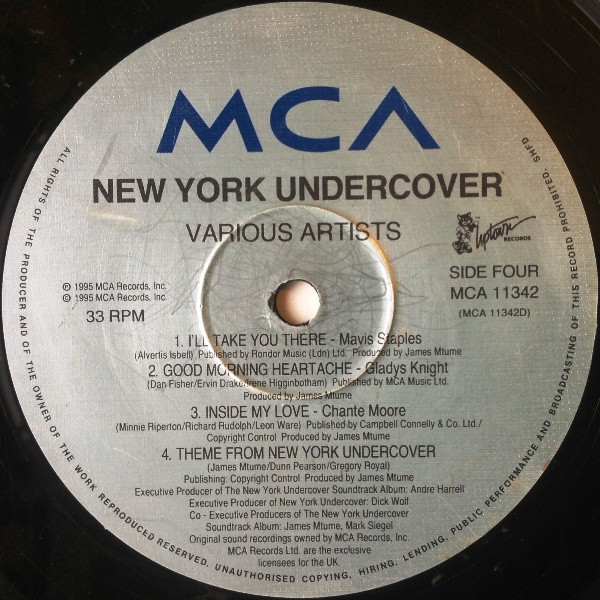 MCA
NEW YORK UNDERCOVER
VARIOUS ARTISTS
Uptown
RECORDS
℗ 1995 MCA Records, Inc.
© 1995 MCA Records, Inc.
33 RPM
SIDE FOUR
MCA 11342
(MCA 11342D)
1. I'LL TAKE YOU THERE - Mavis Staples
(Alvertis Isbell) Published by Rondor Music (Ldn) Ltd. Produced by James Mtume
2. GOOD MORNING HEARTACHE - Gladys Knight
(Dan Fisher/Ervin Drake/Irene Higginbotham) Published by MCA Music Ltd.
Produced by James Mtume
3. INSIDE MY LOVE - Chante Moore
(Minnie Riperton/Richard Rudolph/Leon Ware) Published by Campbell Connelly & Co. Ltd./
Copyright Control Produced by James Mtume
4. THEME FROM NEW YORK UNDERCOVER
(James Mtume/Dunn Pearson/Gregory Royal)
Publishing: Copyright Control Produced by James Mtume
Executive Producer of The New York Undercover Soundtrack Album: Andre Harrell
Executive Producer of New York Undercover: Dick Wolf
Co - Executive Producers of The New York Undercover
Soundtrack Album: James Mtume, Mark Siegel
Original sound recordings owned by MCA Records, Inc.
MCA Records Ltd. are the exclusive
licensees for the UK.
ALL RIGHTS OF THE PRODUCER AND OF THE OWNER OF THE WORK REPRODUCED RESERVED. UNAUTHORISED COPYING, HIRING, LENDING, PUBLIC PERFORMANCE AND BROADCASTING OF THIS RECORD PROHIBITED. SHFD